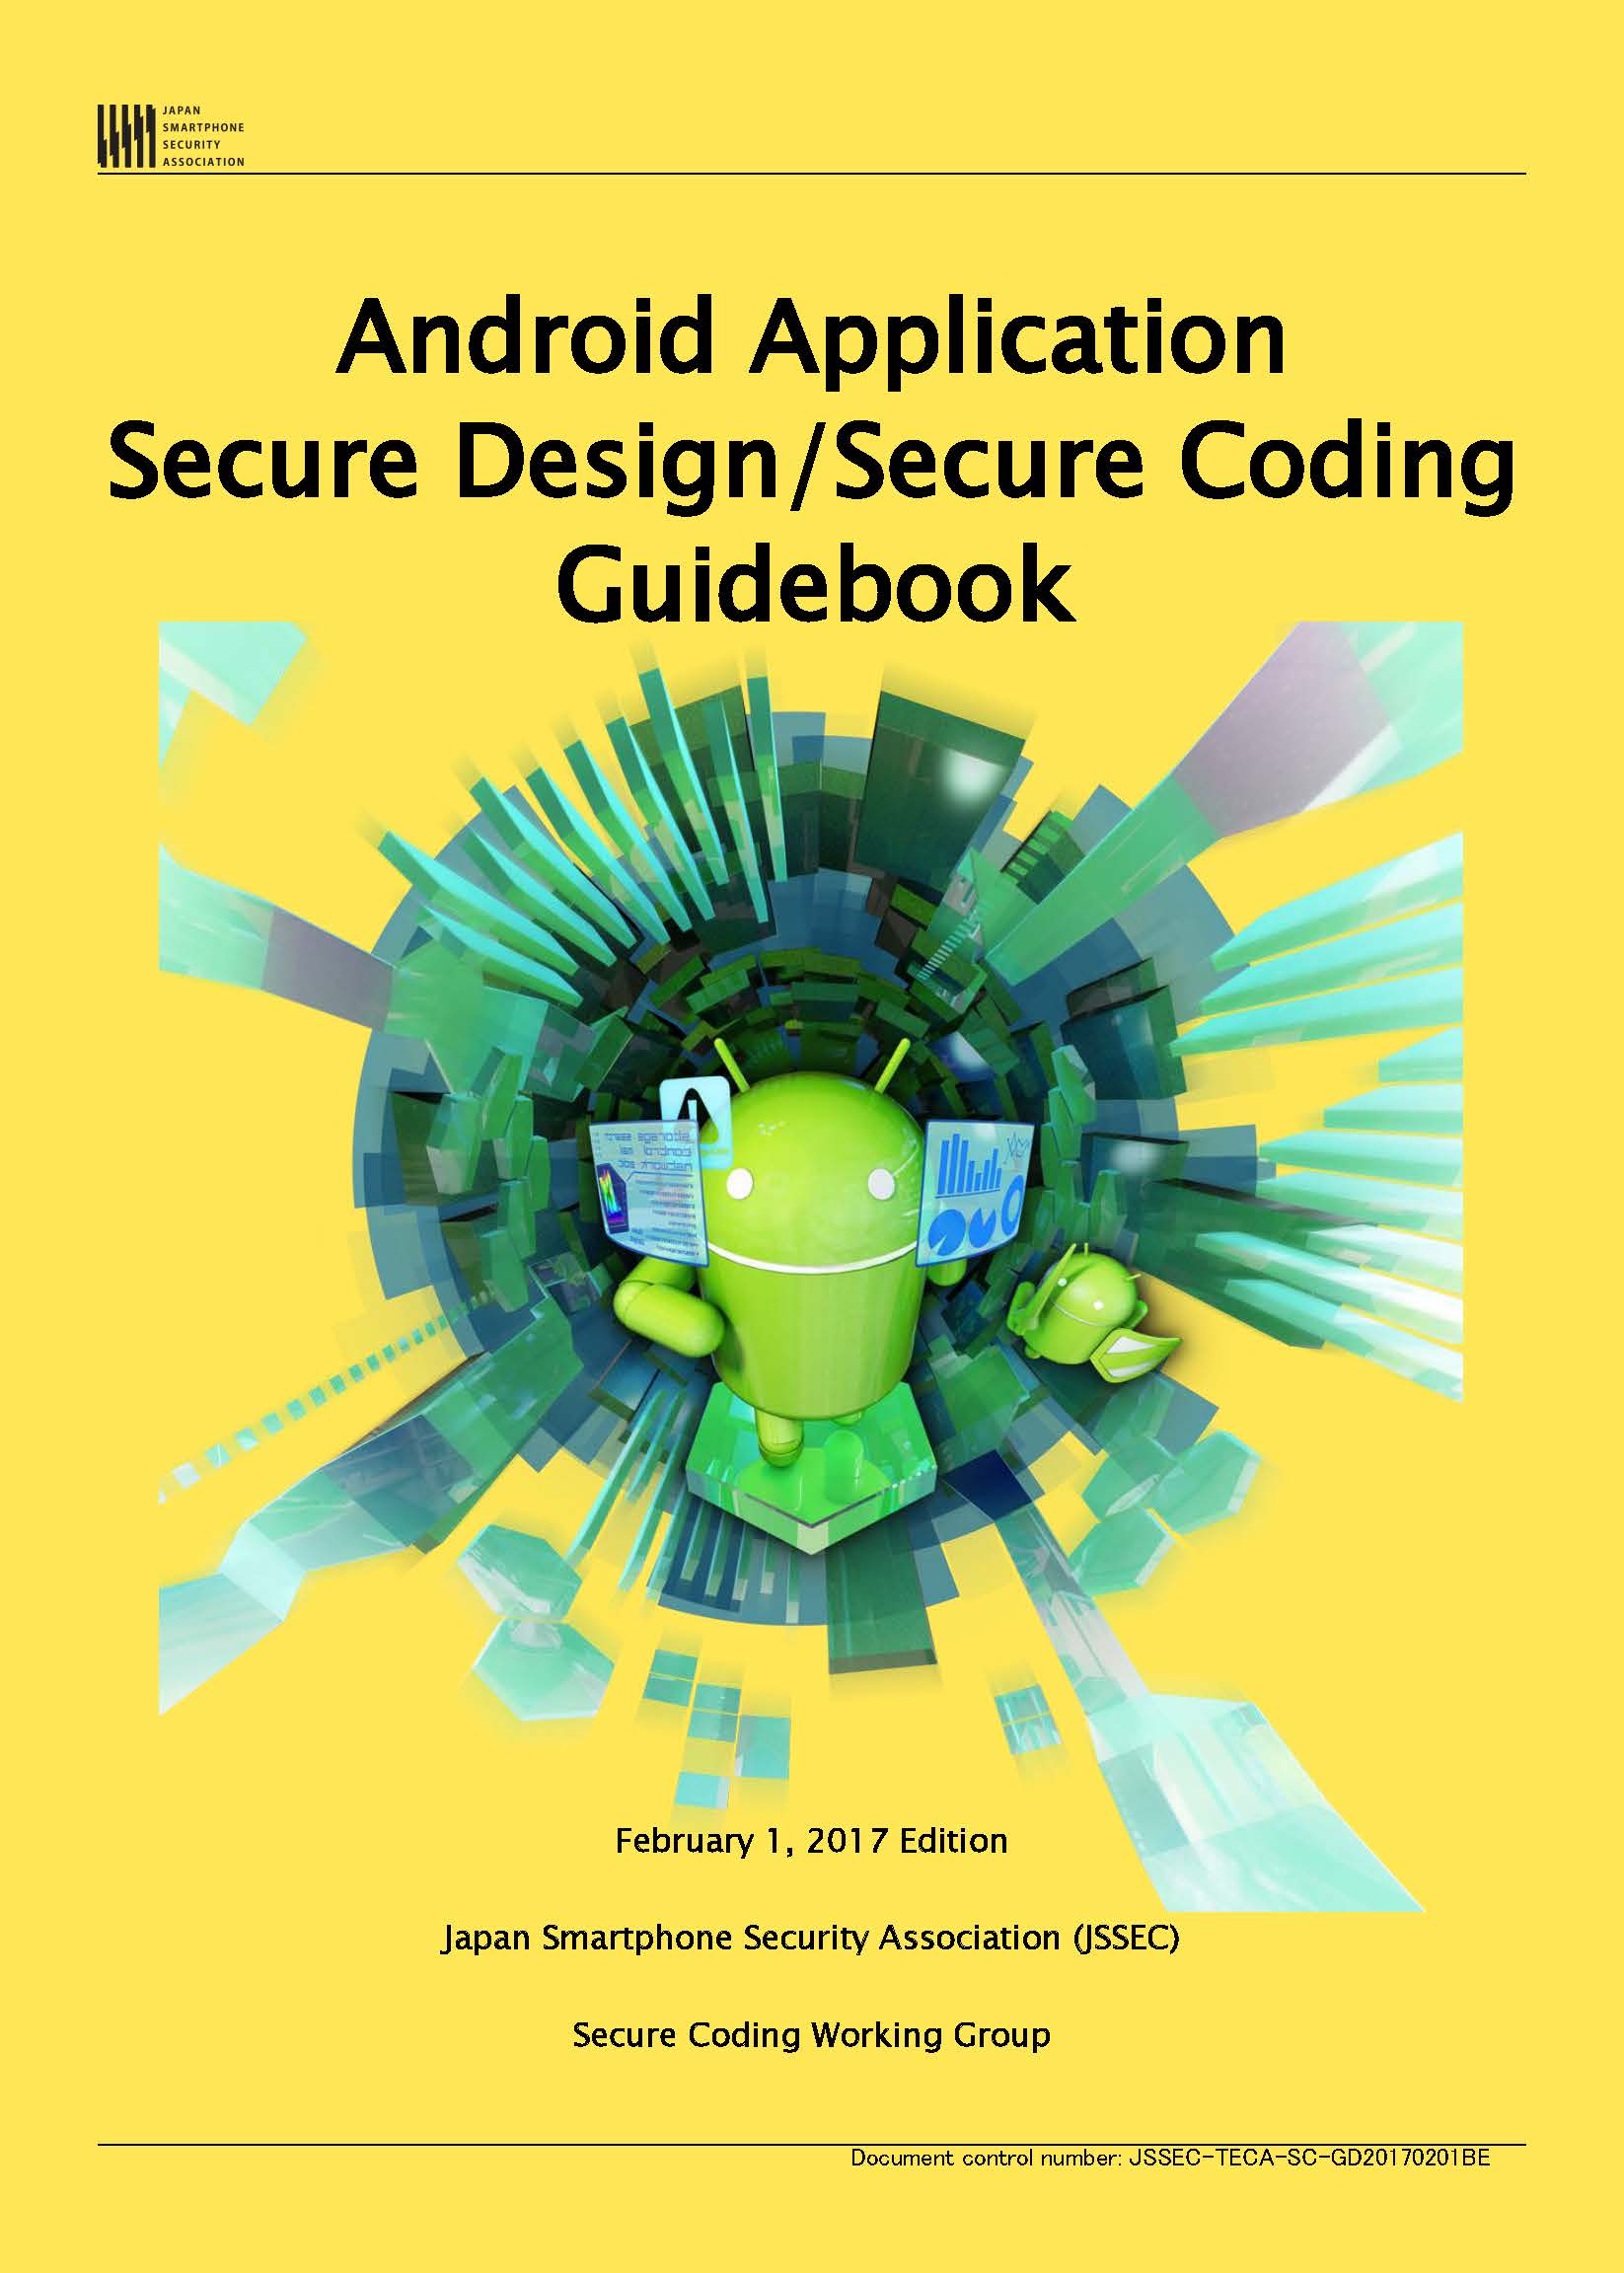 JAPAN
SMARTPHONE
SECURITY
ASSOCIATION
Android Application
Secure Design/Secure Coding
Guidebook
February 1, 2017 Edition
Japan Smartphone Security Association (JSSEC)
Secure Coding Working Group
Document control number: JSSEC-TECA-SC-GD20170201BE